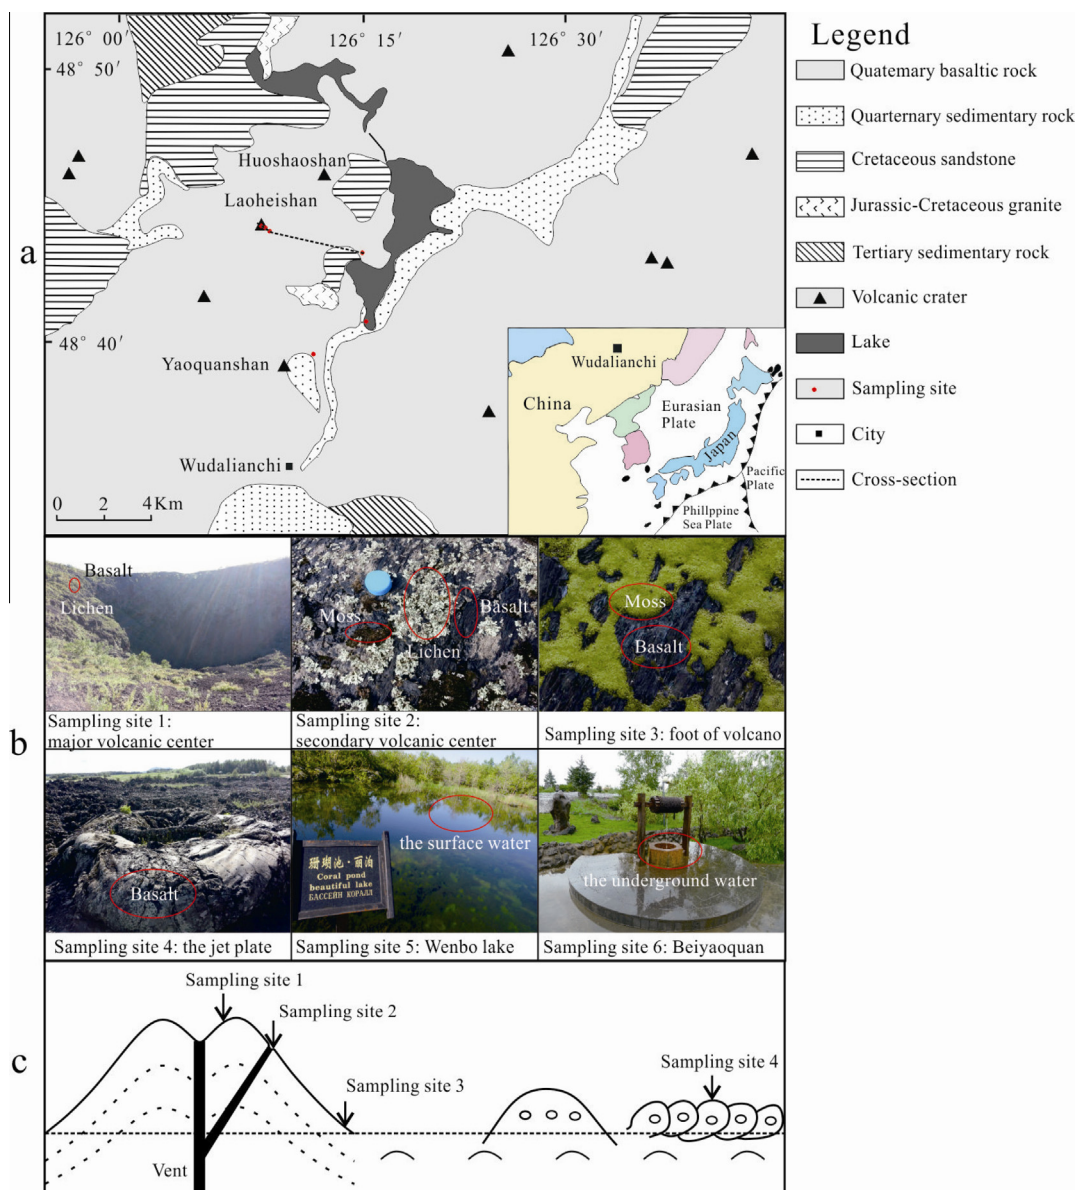 a
126° 00′
126° 15′
126° 30′
48° 50′
48° 40′
Huoshaoshan
Laoheishan
Yaoquanshan
Wudalianchi
0 2 4Km
Wudalianchi
China
Eurasian
Plate
Japan
Pacific
Plate
Phillppine
Sea Plate
Legend
Quatemary basaltic rock
Quarternary sedimentary rock
Cretaceous sandstone
Jurassic-Cretaceous granite
Tertiary sedimentary rock
Volcanic crater
Lake
Sampling site
City
Cross-section
b
Basalt
Lichen
Sampling site 1:
major volcanic center
Moss
Basalt
Lichen
Sampling site 2:
secondary volcanic center
Moss
Basalt
Sampling site 3: foot of volcano
Basalt
Sampling site 4: the jet plate
the surface water
珊瑚池·丽泊
Coral pond
beautiful lake
БАССЕЙН КОРАЛЛ
Sampling site 5: Wenbo lake
the underground water
Sampling site 6: Beiyaoquan
c
Sampling site 1
Sampling site 2
Sampling site 3
Sampling site 4
Vent